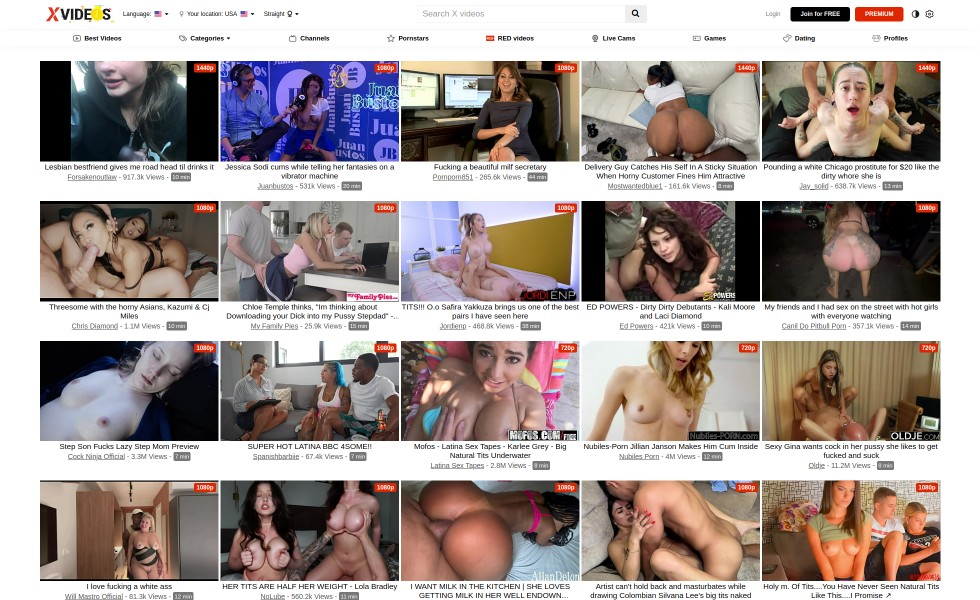 XVIDEOS
Language:
Your location: USA
Straight
Search X videos
Login
Join for FREE
PREMIUM
Best Videos
Categories
Channels
Pornstars
RED videos
Live Cams
Games
Dating
Profiles
1440p
1080p
1080p
1440p
1440p
Lesbian bestfriend gives me road head til drinks it
Forsakenoutlaw - 917.3k Views - 10 min
Jessica Sodi cums while telling her fantasies on a
vibrator machine
Juanbustos - 531k Views - 20 min
Fucking a beautiful milf secretary
Pornporn851 - 265.6k Views - 44 min
Delivery Guy Catches His Self In A Sticky Situation
When Horny Customer Fines Him Attractive
Mostwantedblue1 - 161.6k Views - 8 min
Pounding a white Chicago prostitute for $20 like the
dirty whore she is
Jay_solid - 638.7k Views - 13 min
1080p
1080p
1080p
1080p
Threesome with the horny Asians, Kazumi & Cj
Miles
Chris Diamond - 1.1M Views - 10 min
Chloe Temple thinks, "Im thinking about
Downloading your Dick into my Pussy Stepdad" -...
My Family Pies - 25.9k Views - 15 min
TITS!!! O.o Safira Yakkuza brings us one of the best
pairs I have seen here
Jordienp - 468.8k Views - 36 min
ED POWERS - Dirty Dirty Debutants - Kali Moore
and Laci Diamond
Ed Powers - 421k Views - 10 min
My friends and I had sex on the street with hot girls
with everyone watching
Canil Do Pitbull Porn - 357.1k Views - 14 min
1080p
1080p
720p
720p
720p
MOFOS.COM
Nubiles-PORN.com
OLDJE.COM
Step Son Fucks Lazy Step Mom Preview
Cock Ninja Official - 3.3M Views - 7 min
SUPER HOT LATINA BBC 4SOME!!
Spanishbarbiie - 67.4k Views - 7 min
Mofos - Latina Sex Tapes - Karlee Grey - Big
Natural Tits Underwater
Latina Sex Tapes - 2.8M Views - 8 min
Nubiles-Porn Jillian Janson Makes Him Cum Inside
Nubiles Porn - 4M Views - 12 min
Sexy Gina wants cock in her pussy she likes to get
fucked and suck
Oldje - 11.2M Views - 8 min
1080p
1080p
1080p
1080p
1080p
I love fucking a white ass
Will Mastro Official - 81.3k Views - 12 min
HER TITS ARE HALF HER WEIGHT - Lola Bradley
NoLube - 560.2k Views - 11 min
I WANT MILK IN THE KITCHEN | SHE LOVES
GETTING MILK IN HER WELL ENDOWN...
Artist can't hold back and masturbates while
drawing Colombian Silvana Lee's big tits naked
Holy m. Of Tits....You Have Never Seen Natural Tits
Like This....I Promise ↗